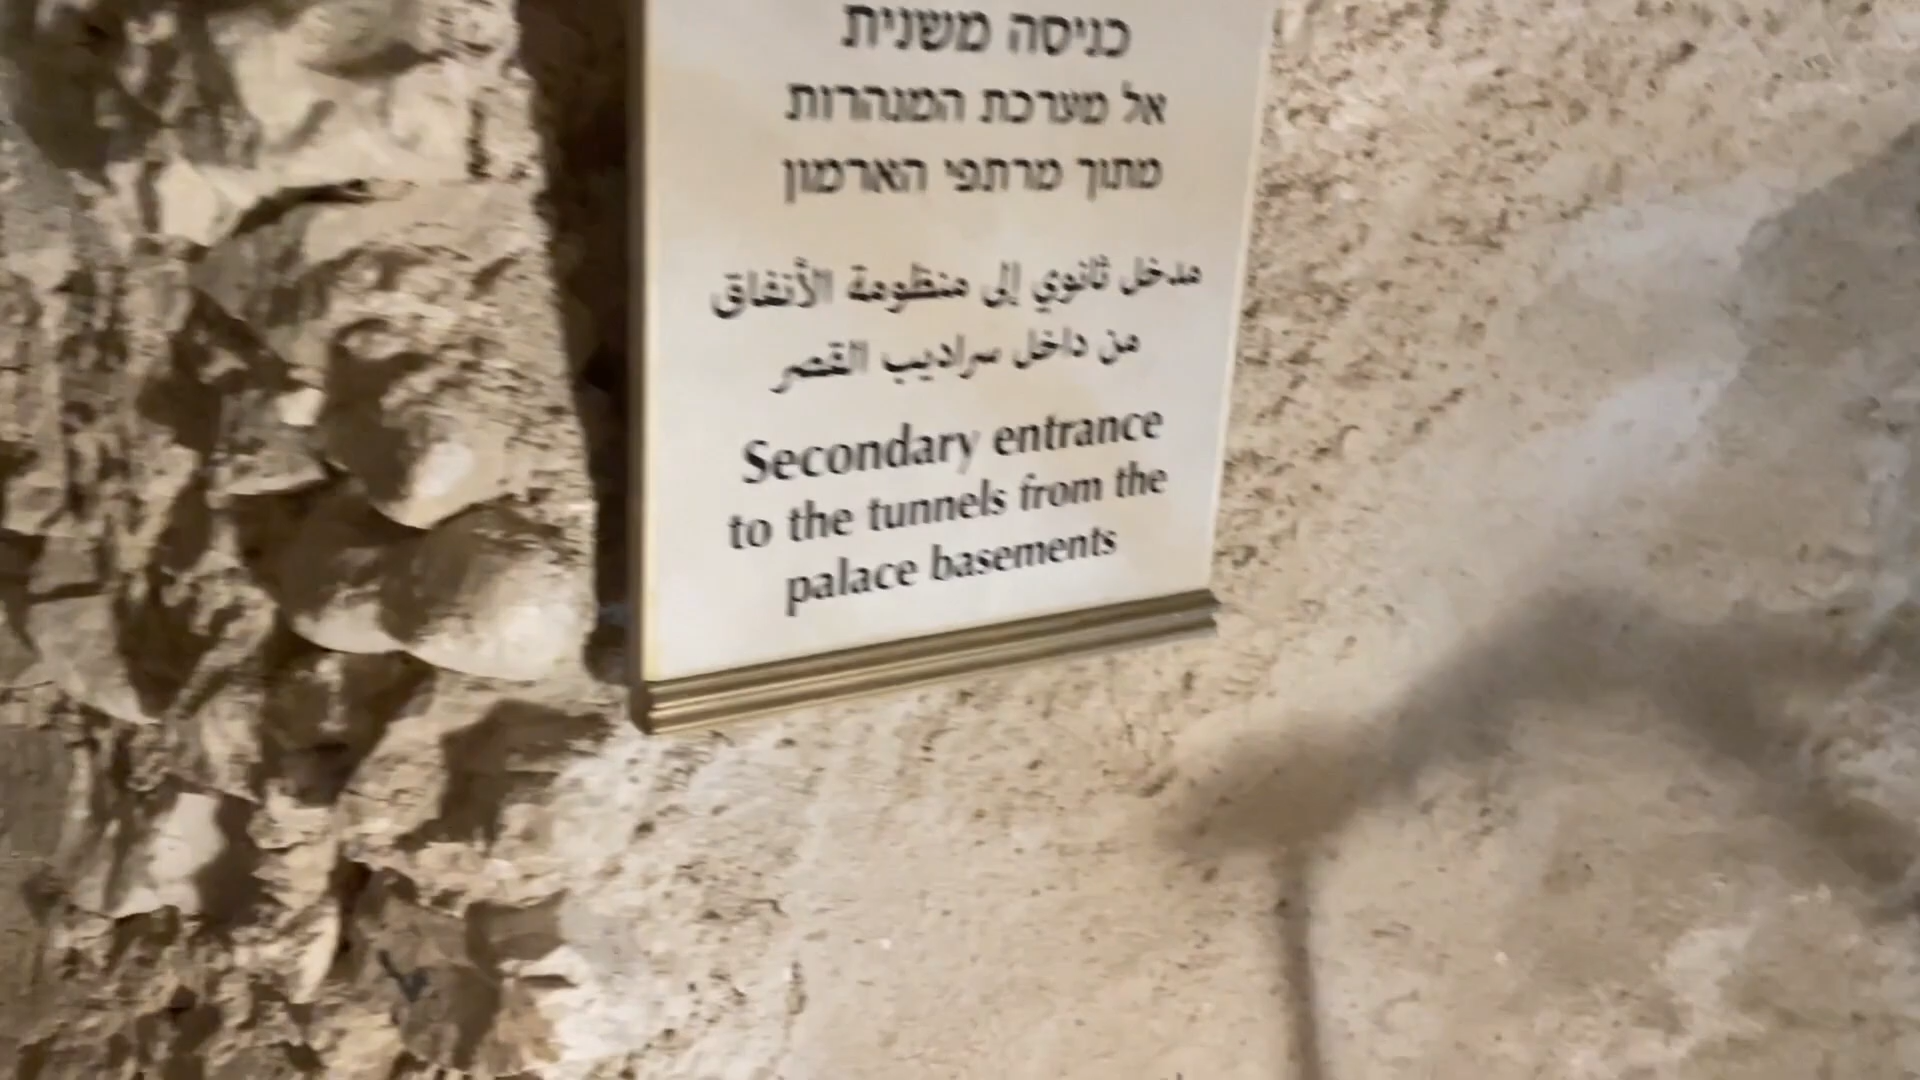 כניסה משנית
אל מערכת המנהרות
מתוך מרתפי הארמון
مدخل ثانوي إلى منظومة الأنفاق
من داخل سراديب القصر
Secondary entrance
to the tunnels from the
palace basements